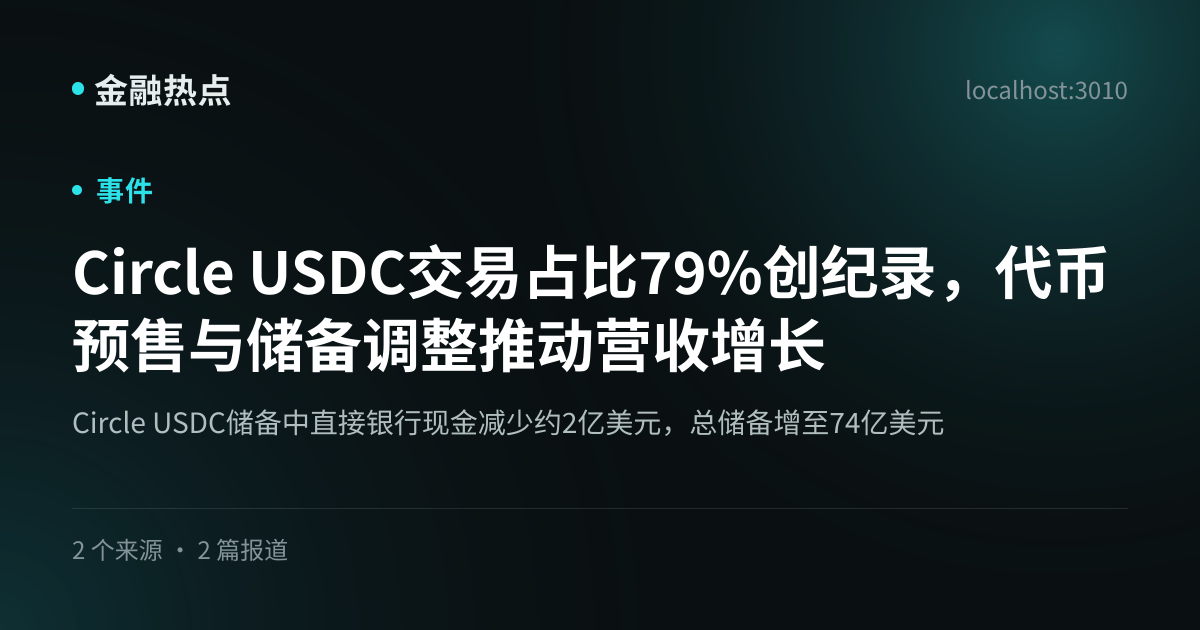 • 金融热点
localhost:3010
• 事件
Circle USDC交易占比79%创纪录，代币
预售与储备调整推动营收增长
Circle USDC储备中直接银行现金减少约2亿美元，总储备增至74亿美元
2 个来源 · 2 篇报道